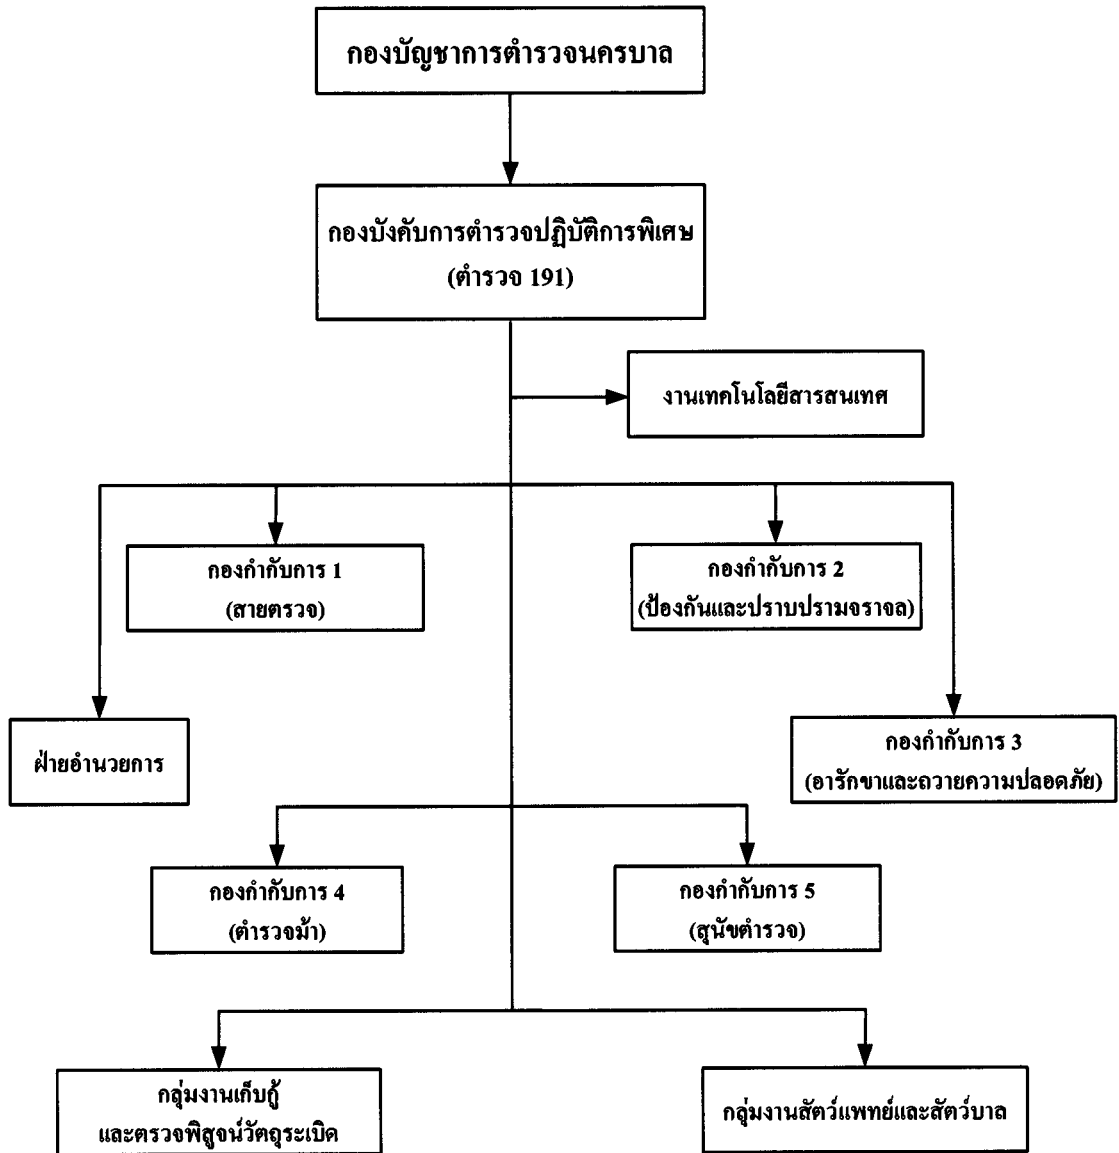 กองบัญชาการตำรวจนครบาล
กองบังคับการตำรวจปฏิบัติการพิเศษ
(ตำรวจ 191)
งานเทคโนโลยีสารสนเทศ
กองกำกับการ 1
(สายตรวจ)
กองกำกับการ 2
(ป้องกันและปราบปรามจราจล)
ฝ่ายอำนวยการ
กองกำกับการ 3
(อารักขาและถวายความปลอดภัย)
กองกำกับการ 4
(ตำรวจม้า)
กองกำกับการ 5
(สุนัขตำรวจ)
กลุ่มงานเก็บกู้
และตรวจพิสูจน์วัตถุระเบิด
กลุ่มงานสัตว์แพทย์และสัตว์บาล